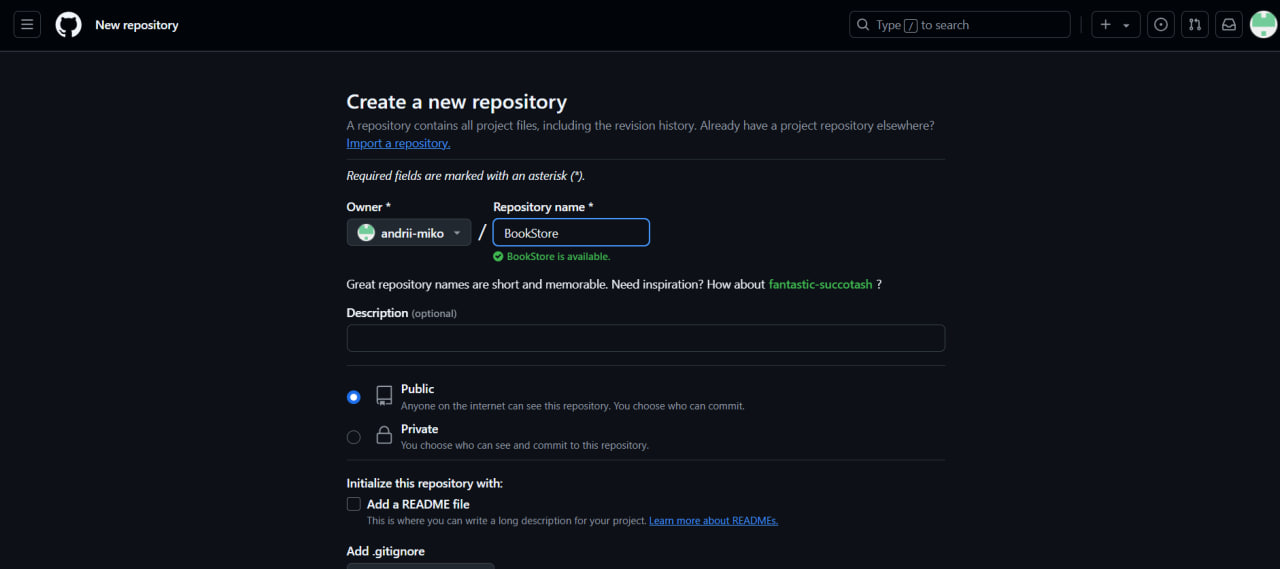 New repository
Type / to search
Create a new repository
A repository contains all project files, including the revision history. Already have a project repository elsewhere?
Import a repository.
Required fields are marked with an asterisk (*).
Owner * Repository name *
andrii-miko / BookStore
BookStore is available.
Great repository names are short and memorable. Need inspiration? How about fantastic-succotash ?
Description (optional)
Public
Anyone on the internet can see this repository. You choose who can commit.
Private
You choose who can see and commit to this repository.
Initialize this repository with:
Add a README file
This is where you can write a long description for your project. Learn more about READMEs.
Add .gitignore